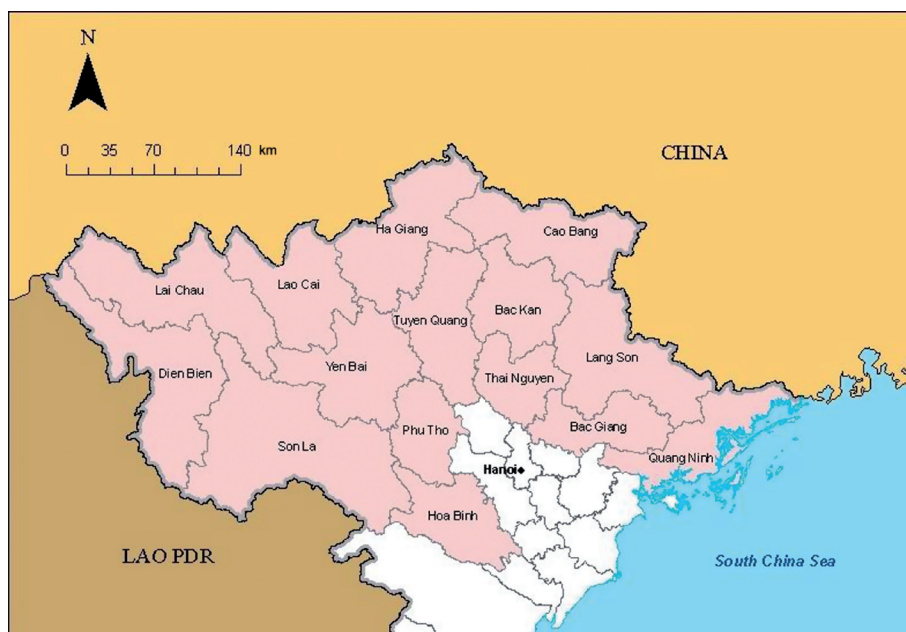 N
0 35 70 140 km
CHINA
Ha Giang
Cao Bang
Lai Chau
Lao Cai
Bac Kan
Tuyen Quang
Lang Son
Dien Bien
Yen Bai
Thai Nguyen
Phu Tho
Bac Giang
Son La
Quang Ninh
Hanoi
Hoa Binh
LAO PDR
South China Sea